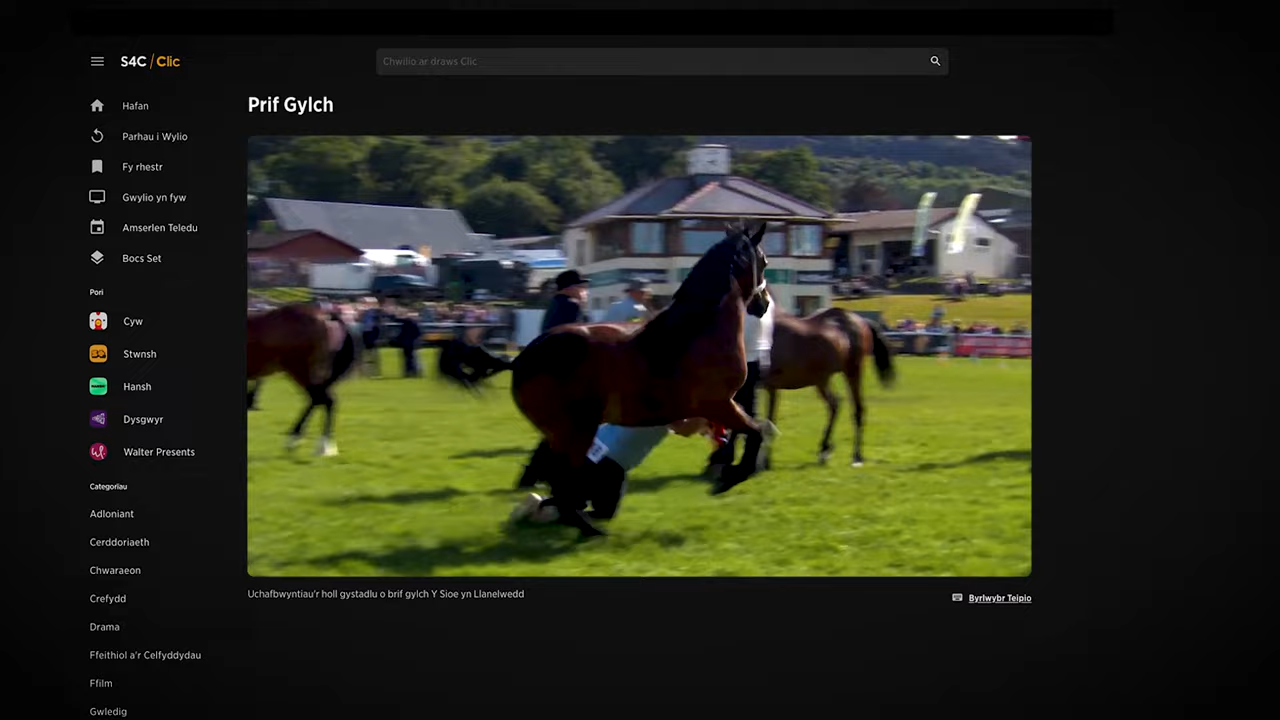 S4C/Clic
Chwilio ar draws Clic
Hafan
Parhau i Wylio
Fy rhestr
Gwylio yn fyw
Amserlen Teledu
Bocs Set
Pori
Cyw
Stwnsh
Hansh
Dysgwyr
Walter Presents
Categoriau
Adloniant
Cerddoriaeth
Chwaraeon
Crefydd
Drama
Ffeithiol a'r Celfyddydau
Ffilm
Gwledig
Prif Gylch
Uchafbwyntiau'r holl gystadlu o brif gylch Y Sioe yn Llanelwedd
Byrlwybr Teipio